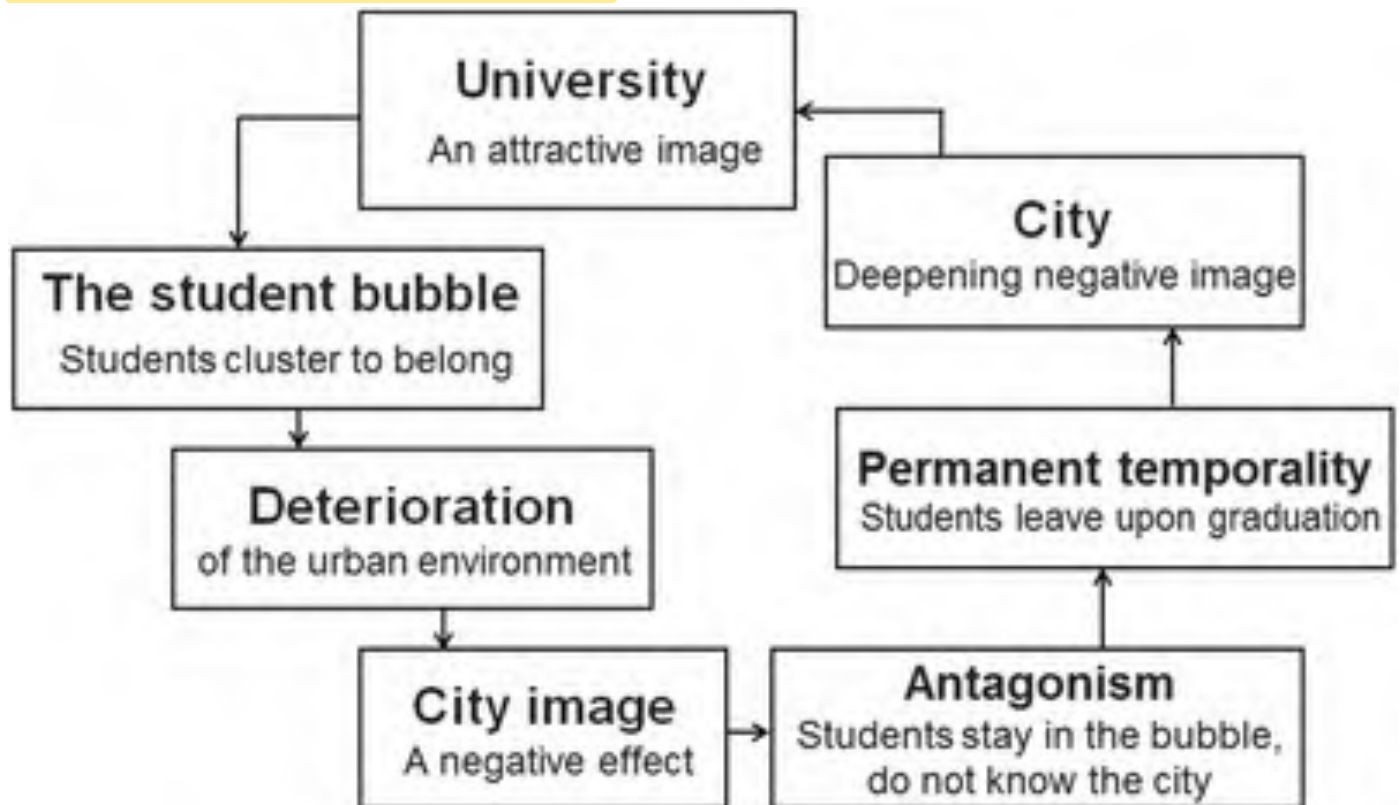 University
An attractive image
The student bubble
Students cluster to belong
Deterioration
of the urban environment
City image
A negative effect
Antagonism
Students stay in the bubble,
do not know the city
Permanent temporality
Students leave upon graduation
City
Deepening negative image